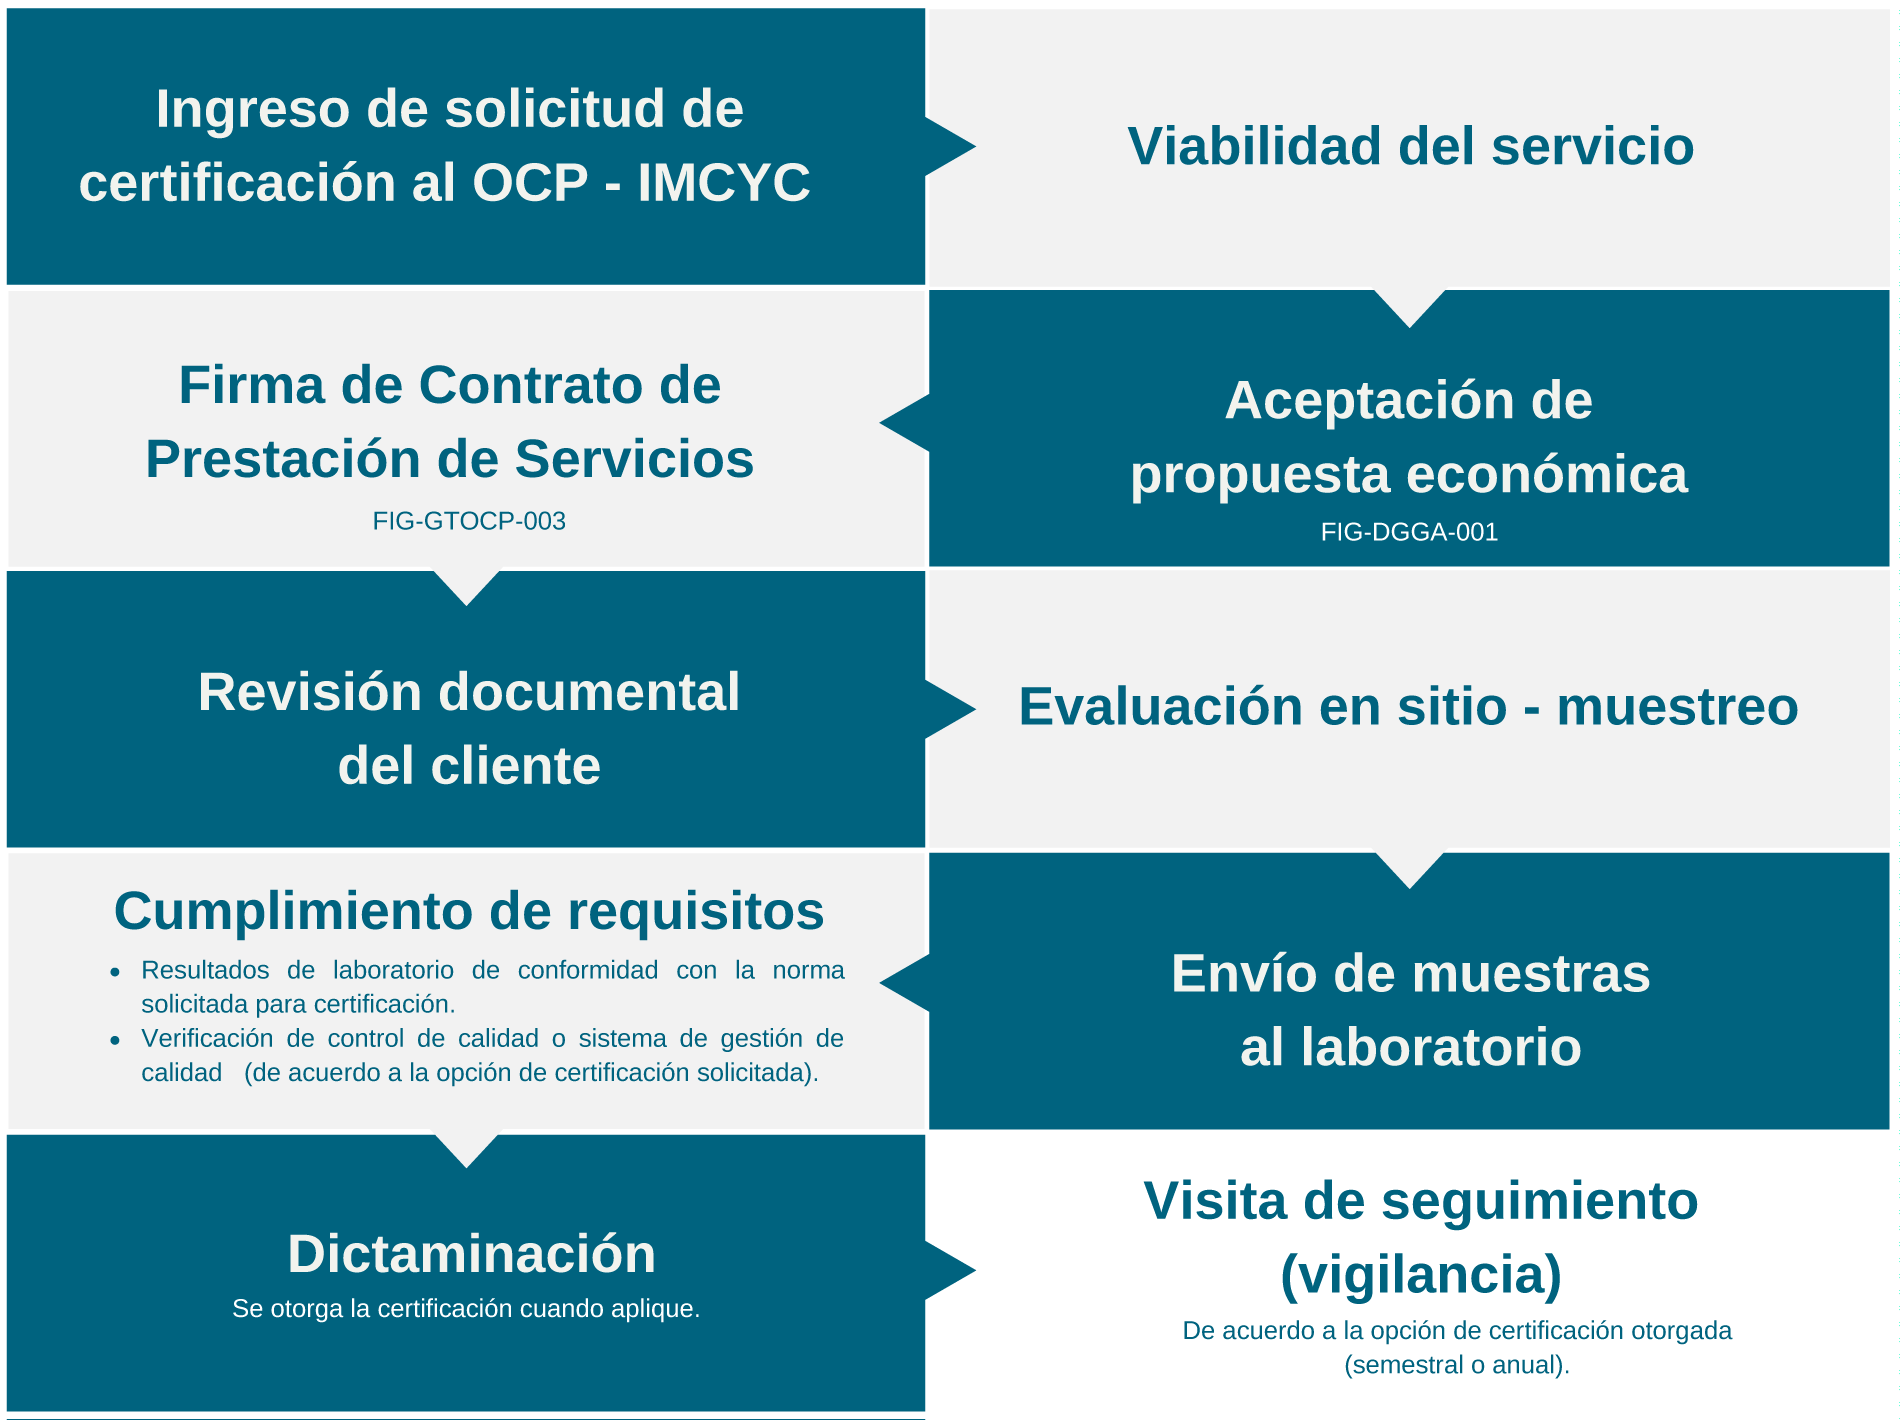 Ingreso de solicitud de
certificación al OCP - IMCYC
Viabilidad del servicio
Aceptación de
propuesta económica
FIG-DGGA-001
Firma de Contrato de
Prestación de Servicios
FIG-GTOCP-003
Revisión documental
del cliente
Evaluación en sitio - muestreo
Envío de muestras
al laboratorio
Cumplimiento de requisitos
• Resultados de laboratorio de conformidad con la norma
solicitada para certificación.
• Verificación de control de calidad o sistema de gestión de
calidad (de acuerdo a la opción de certificación solicitada).
Dictaminación
Se otorga la certificación cuando aplique.
Visita de seguimiento
(vigilancia)
De acuerdo a la opción de certificación otorgada
(semestral o anual).